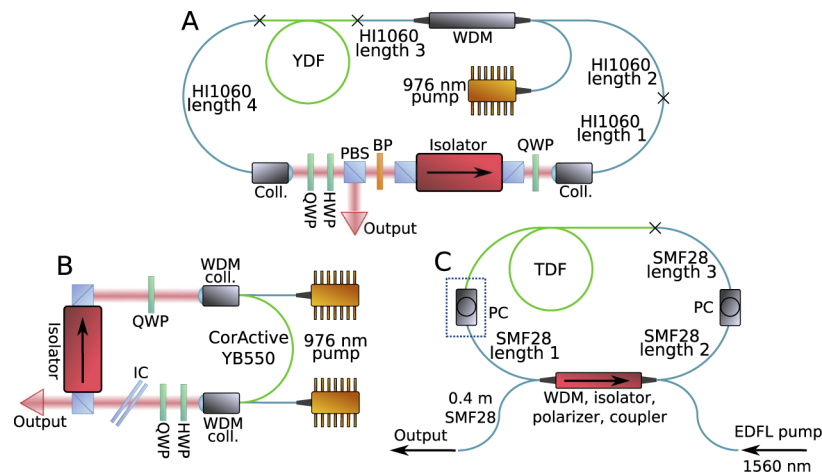 A
YDF
HI1060
length 3
WDM
HI1060
length 2
HI1060
length 4
976 nm
pump
HI1060
length 1
PBS
BP
Isolator
QWP
Coll.
QWP
HWP
Coll.
Output
B
WDM
coll.
QWP
Isolator
CorActive
YB550
976 nm
pump
IC
Output
QWP
HWP
WDM
coll.
C
TDF
SMF28
length 3
PC
PC
SMF28
length 1
SMF28
length 2
0.4 m
SMF28
WDM, isolator,
polarizer, coupler
Output
EDFL pump
1560 nm